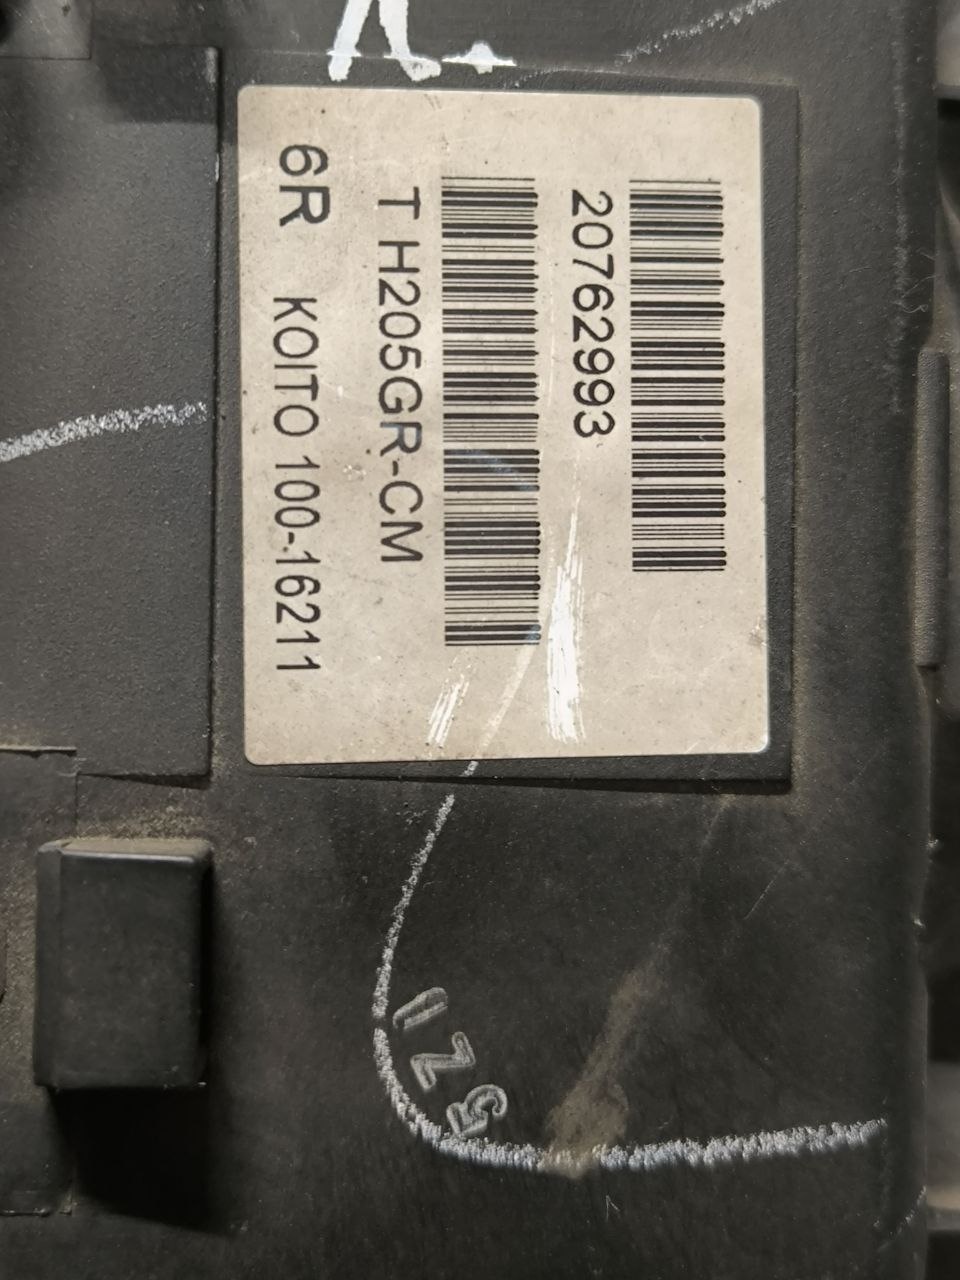 20762993
T H205GR-CM
6R KOITO 100-16211